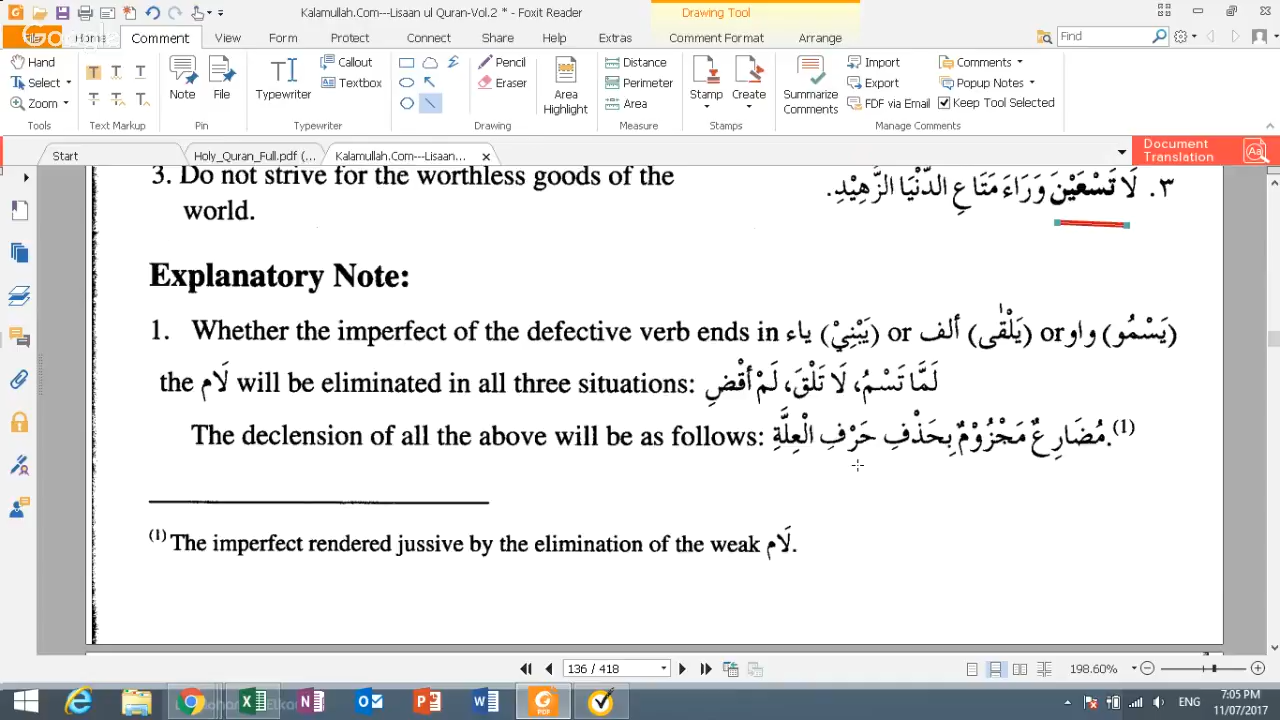 Kalamullah.Com---Lisaan ul Quran-Vol.2 * - Foxit Reader
Drawing Tool
File Home Comment View Form Protect Connect Share Help Extras Comment Format Arrange Find
Hand
Select
Zoom
Tools
Text Markup
Note
File
Pin
Typewriter
Callout
Textbox
Typewriter
Pencil
Eraser
Drawing
Area Highlight
Distance
Perimeter
Area
Measure
Stamp
Create
Stamps
Summarize Comments
Import
Export
FDF via Email
Comments
Popup Notes
Keep Tool Selected
Manage Comments
Start
Holy_Quran_Full.pdf (...
Kalamullah.Com---Lisaan...
Document Translation
3. Do not strive for the worthless goods of the world.
٣. لَا تَسْعَيْنَ وَرَاءَ مَتَاعِ الدُّنْيَا الزَّهِيْدِ.
Explanatory Note:
1. Whether the imperfect of the defective verb ends in ياء (يَبْنِيْ) or ألف (يَلْقٰى) or واو (يَسْمُو)
the لَام will be eliminated in all three situations: لَمَّا تَسْمُ، لَا تَلْقَ، لَمْ أَقْضِ
The declension of all the above will be as follows: مُضَارِعٌ مَجْزُوْمٌ بِحَذْفِ حَرْفِ الْعِلَّةِ.(1)
(1) The imperfect rendered jussive by the elimination of the weak لَام.
136 / 418
198.60%
ENG
7:05 PM
11/07/2017